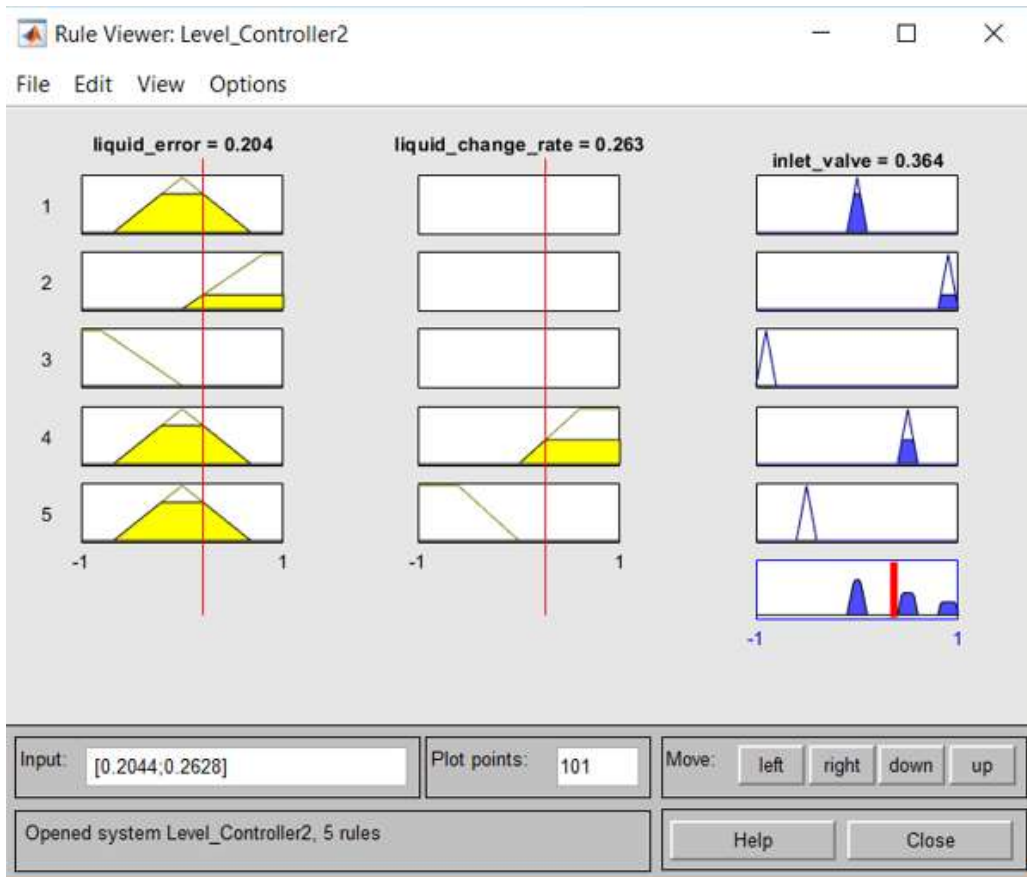 Rule Viewer: Level_Controller2
File Edit View Options
liquid_error = 0.204
liquid_change_rate = 0.263
inlet_valve = 0.364
1
2
3
4
5
-1 1
-1 1
-1 1
Input: [0.2044;0.2628]
Plot points: 101
Move: left right down up
Opened system Level_Controller2, 5 rules
Help Close